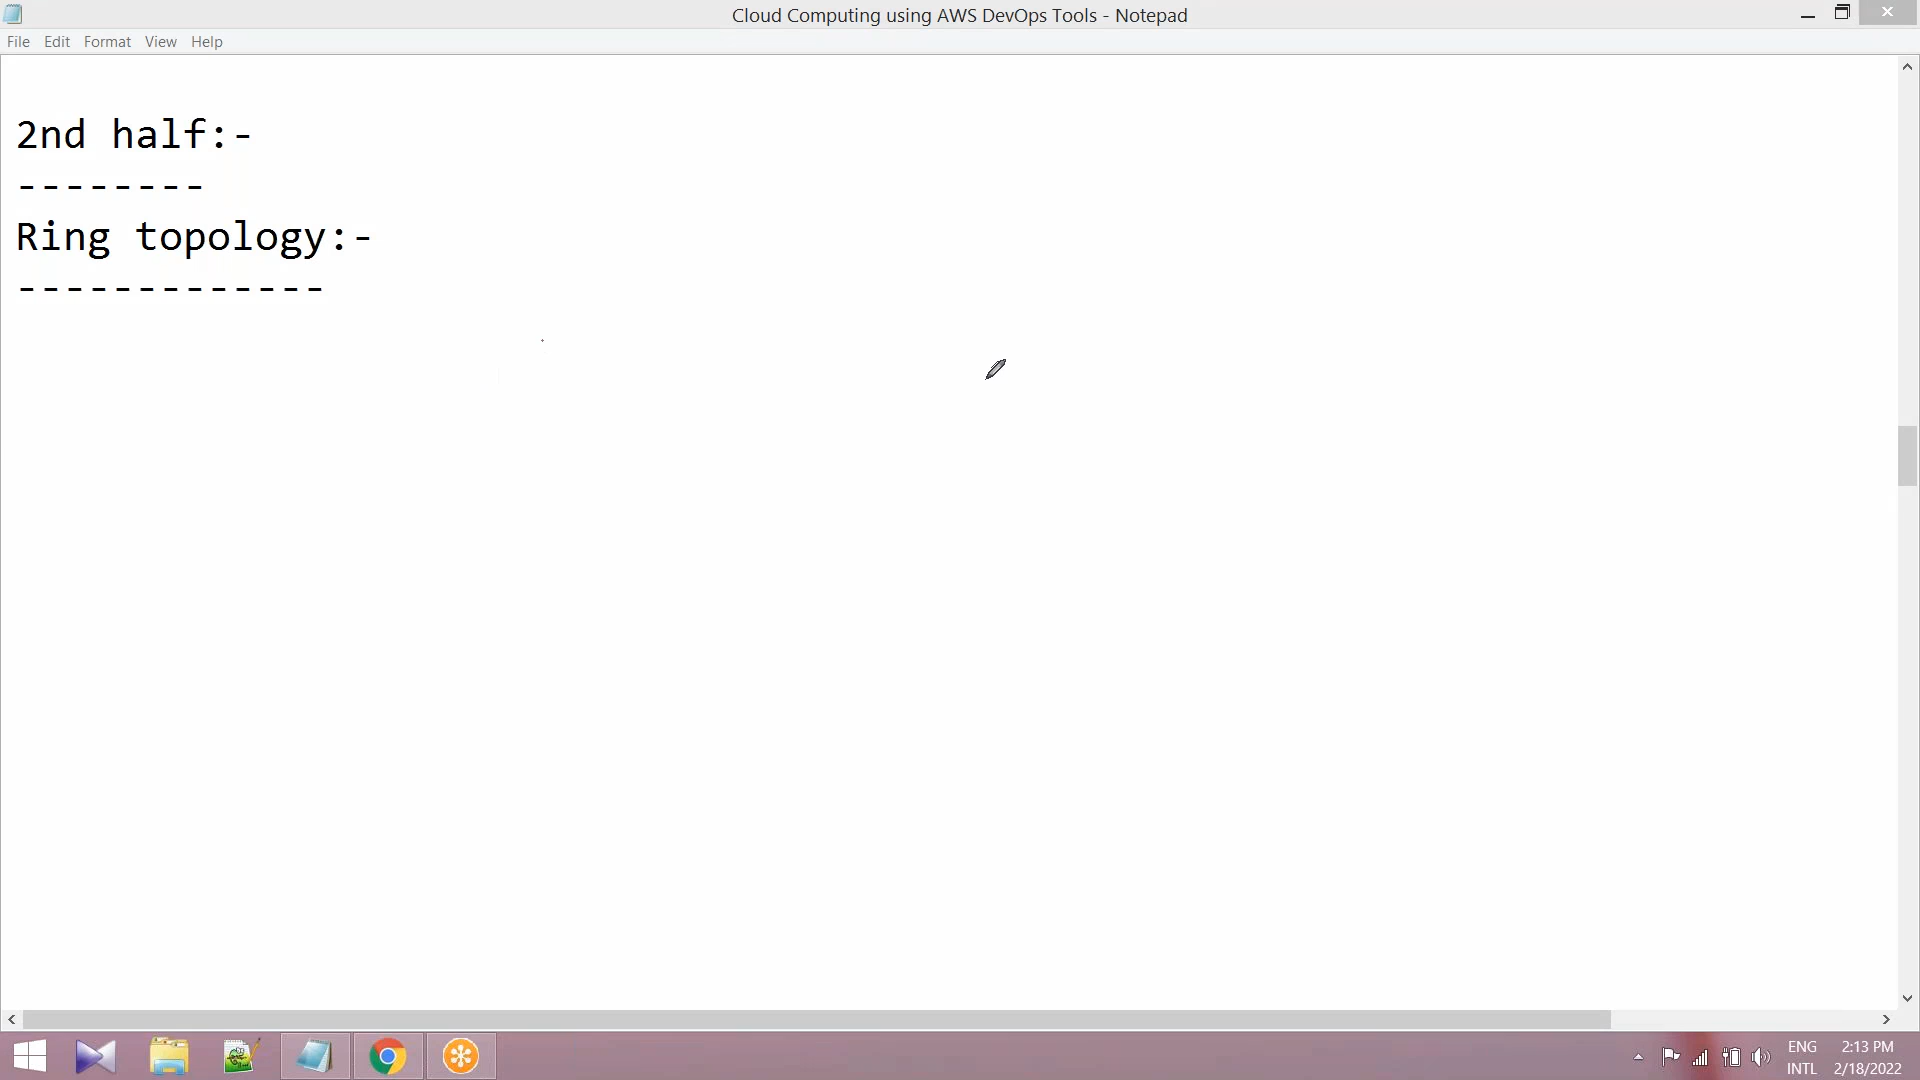 Cloud Computing using AWS DevOps Tools - Notepad
File Edit Format View Help
2nd half:-
--------
Ring topology:-
-------------
ENG 2:13 PM
INTL 2/18/2022